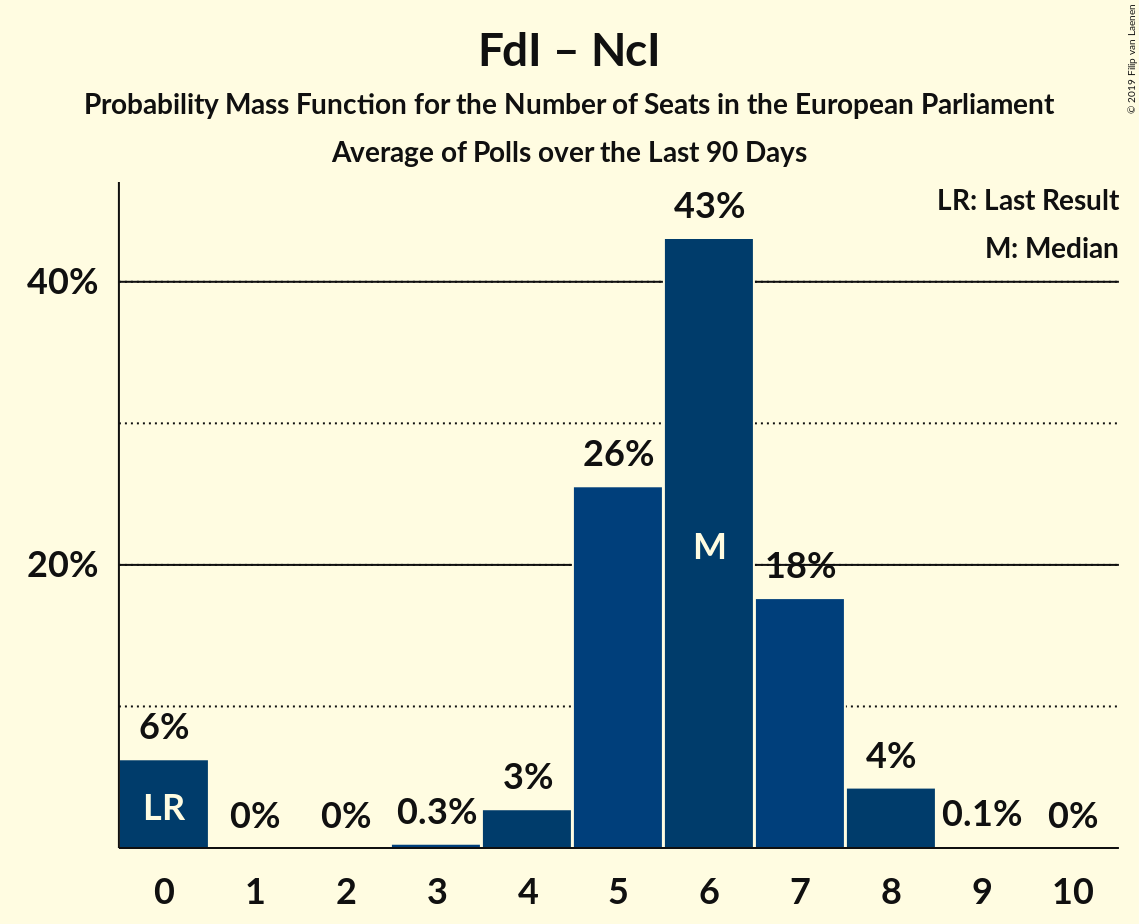 FdI – NcI
Probability Mass Function for the Number of Seats in the European Parliament
Average of Polls over the Last 90 Days
© 2019 Filip van Laenen
LR: Last Result
M: Median
43%
40%
26%
M
20%
18%
6%
LR
0%
0%
0.3%
3%
4%
0.1%
0%
0 1 2 3 4 5 6 7 8 9 10